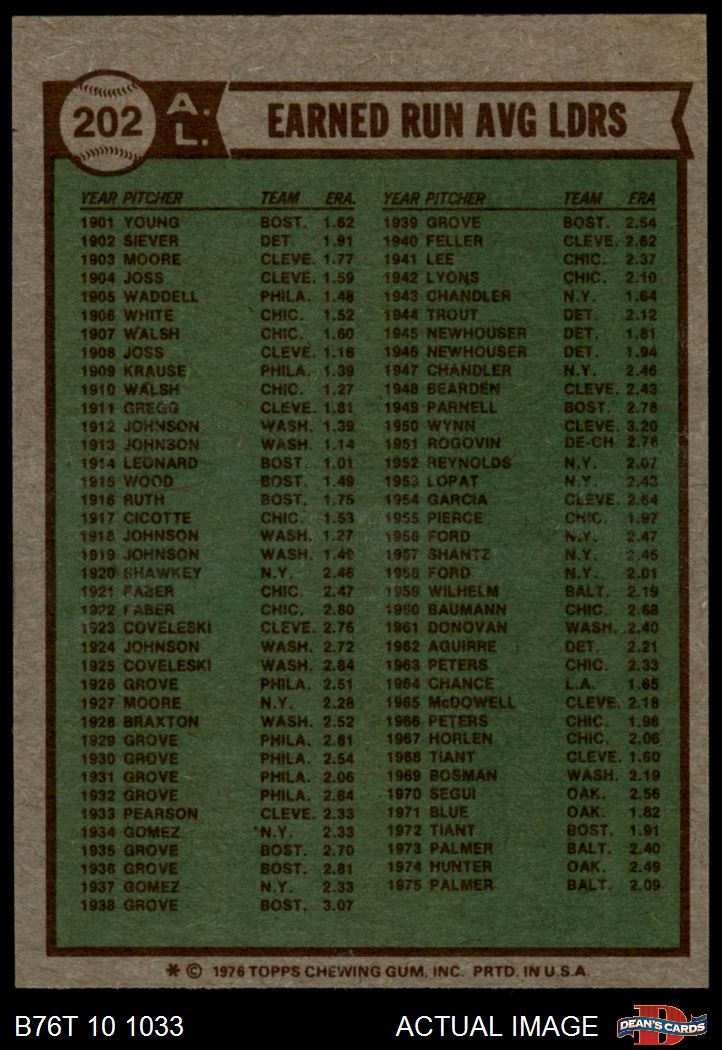 202 A. L. EARNED RUN AVG LDRS
YEAR PITCHER TEAM ERA.
1901 YOUNG BOST. 1.62
1902 SIEVER DET. 1.91
1903 MOORE CLEVE. 1.77
1904 JOSS CLEVE. 1.59
1905 WADDELL PHILA. 1.48
1906 WHITE CHIC. 1.52
1907 WALSH CHIC. 1.60
1908 JOSS CLEVE. 1.16
1909 KRAUSE PHILA. 1.39
1910 WALSH CHIC. 1.27
1911 GREGG CLEVE. 1.81
1912 JOHNSON WASH. 1.39
1913 JOHNSON WASH. 1.14
1914 LEONARD BOST. 1.01
1915 WOOD BOST. 1.49
1916 RUTH BOST. 1.75
1917 CICOTTE CHIC. 1.53
1918 JOHNSON WASH. 1.27
1919 JOHNSON WASH. 1.49
1920 SHAWKEY N.Y. 2.46
1921 FABER CHIC. 2.47
1922 FABER CHIC. 2.80
1923 COVELESKI CLEVE. 2.76
1924 JOHNSON WASH. 2.72
1925 COVELESKI WASH. 2.84
1926 GROVE PHILA. 2.51
1927 MOORE N.Y. 2.28
1928 BRAXTON WASH. 2.52
1929 GROVE PHILA. 2.81
1930 GROVE PHILA. 2.54
1931 GROVE PHILA. 2.06
1932 GROVE PHILA. 2.84
1933 PEARSON CLEVE. 2.33
1934 GOMEZ N.Y. 2.33
1935 GROVE BOST. 2.70
1936 GROVE BOST. 2.81
1937 GOMEZ N.Y. 2.33
1938 GROVE BOST. 3.07
YEAR PITCHER TEAM ERA
1939 GROVE BOST. 2.54
1940 FELLER CLEVE. 2.62
1941 LEE CHIC. 2.37
1942 LYONS CHIC. 2.10
1943 CHANDLER N.Y. 1.64
1944 TROUT DET. 2.12
1945 NEWHOUSER DET. 1.81
1946 NEWHOUSER DET. 1.94
1947 CHANDLER N.Y. 2.46
1948 BEARDEN CLEVE. 2.43
1949 PARNELL BOST. 2.78
1950 WYNN CLEVE. 3.20
1951 ROGOVIN DE-CH 2.78
1952 REYNOLDS N.Y. 2.07
1953 LOPAT N.Y. 2.43
1954 GARCIA CLEVE. 2.64
1955 PIERCE CHIC. 1.97
1956 FORD N.Y. 2.47
1957 SHANTZ N.Y. 2.45
1958 FORD N.Y. 2.01
1959 WILHELM BALT. 2.19
1960 BAUMANN CHIC. 2.68
1961 DONOVAN WASH. 2.40
1962 AGUIRRE DET. 2.21
1963 PETERS CHIC. 2.33
1964 CHANCE L.A. 1.65
1965 McDOWELL CLEVE. 2.18
1966 PETERS CHIC. 1.98
1967 HORLEN CHIC. 2.06
1968 TIANT CLEVE. 1.60
1969 BOSMAN WASH. 2.19
1970 SEGUI OAK. 2.56
1971 BLUE OAK. 1.82
1972 TIANT BOST. 1.91
1973 PALMER BALT. 2.40
1974 HUNTER OAK. 2.49
1975 PALMER BALT. 2.09
* © 1976 TOPPS CHEWING GUM, INC. PRTD. IN U.S.A.
B76T 10 1033 ACTUAL IMAGE D DEAN'S CARDS